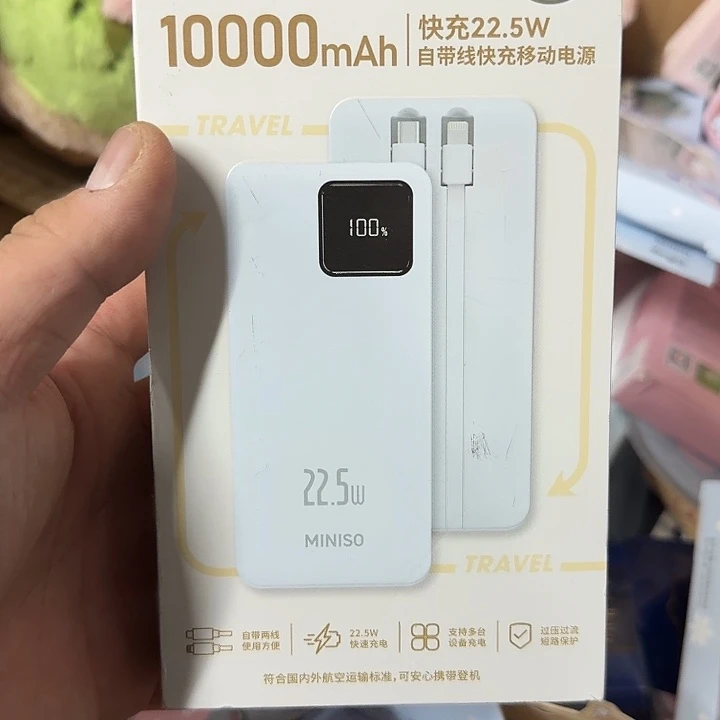 10000mAh
快充22.5W
自带线快充移动电源
TRAVEL
100%
22.5W
MINISO
TRAVEL
自带两线
使用方便
22.5W
快速充电
支持多台
设备充电
过压过流
短路保护
符合国内外航空运输标准,可安心携带登机